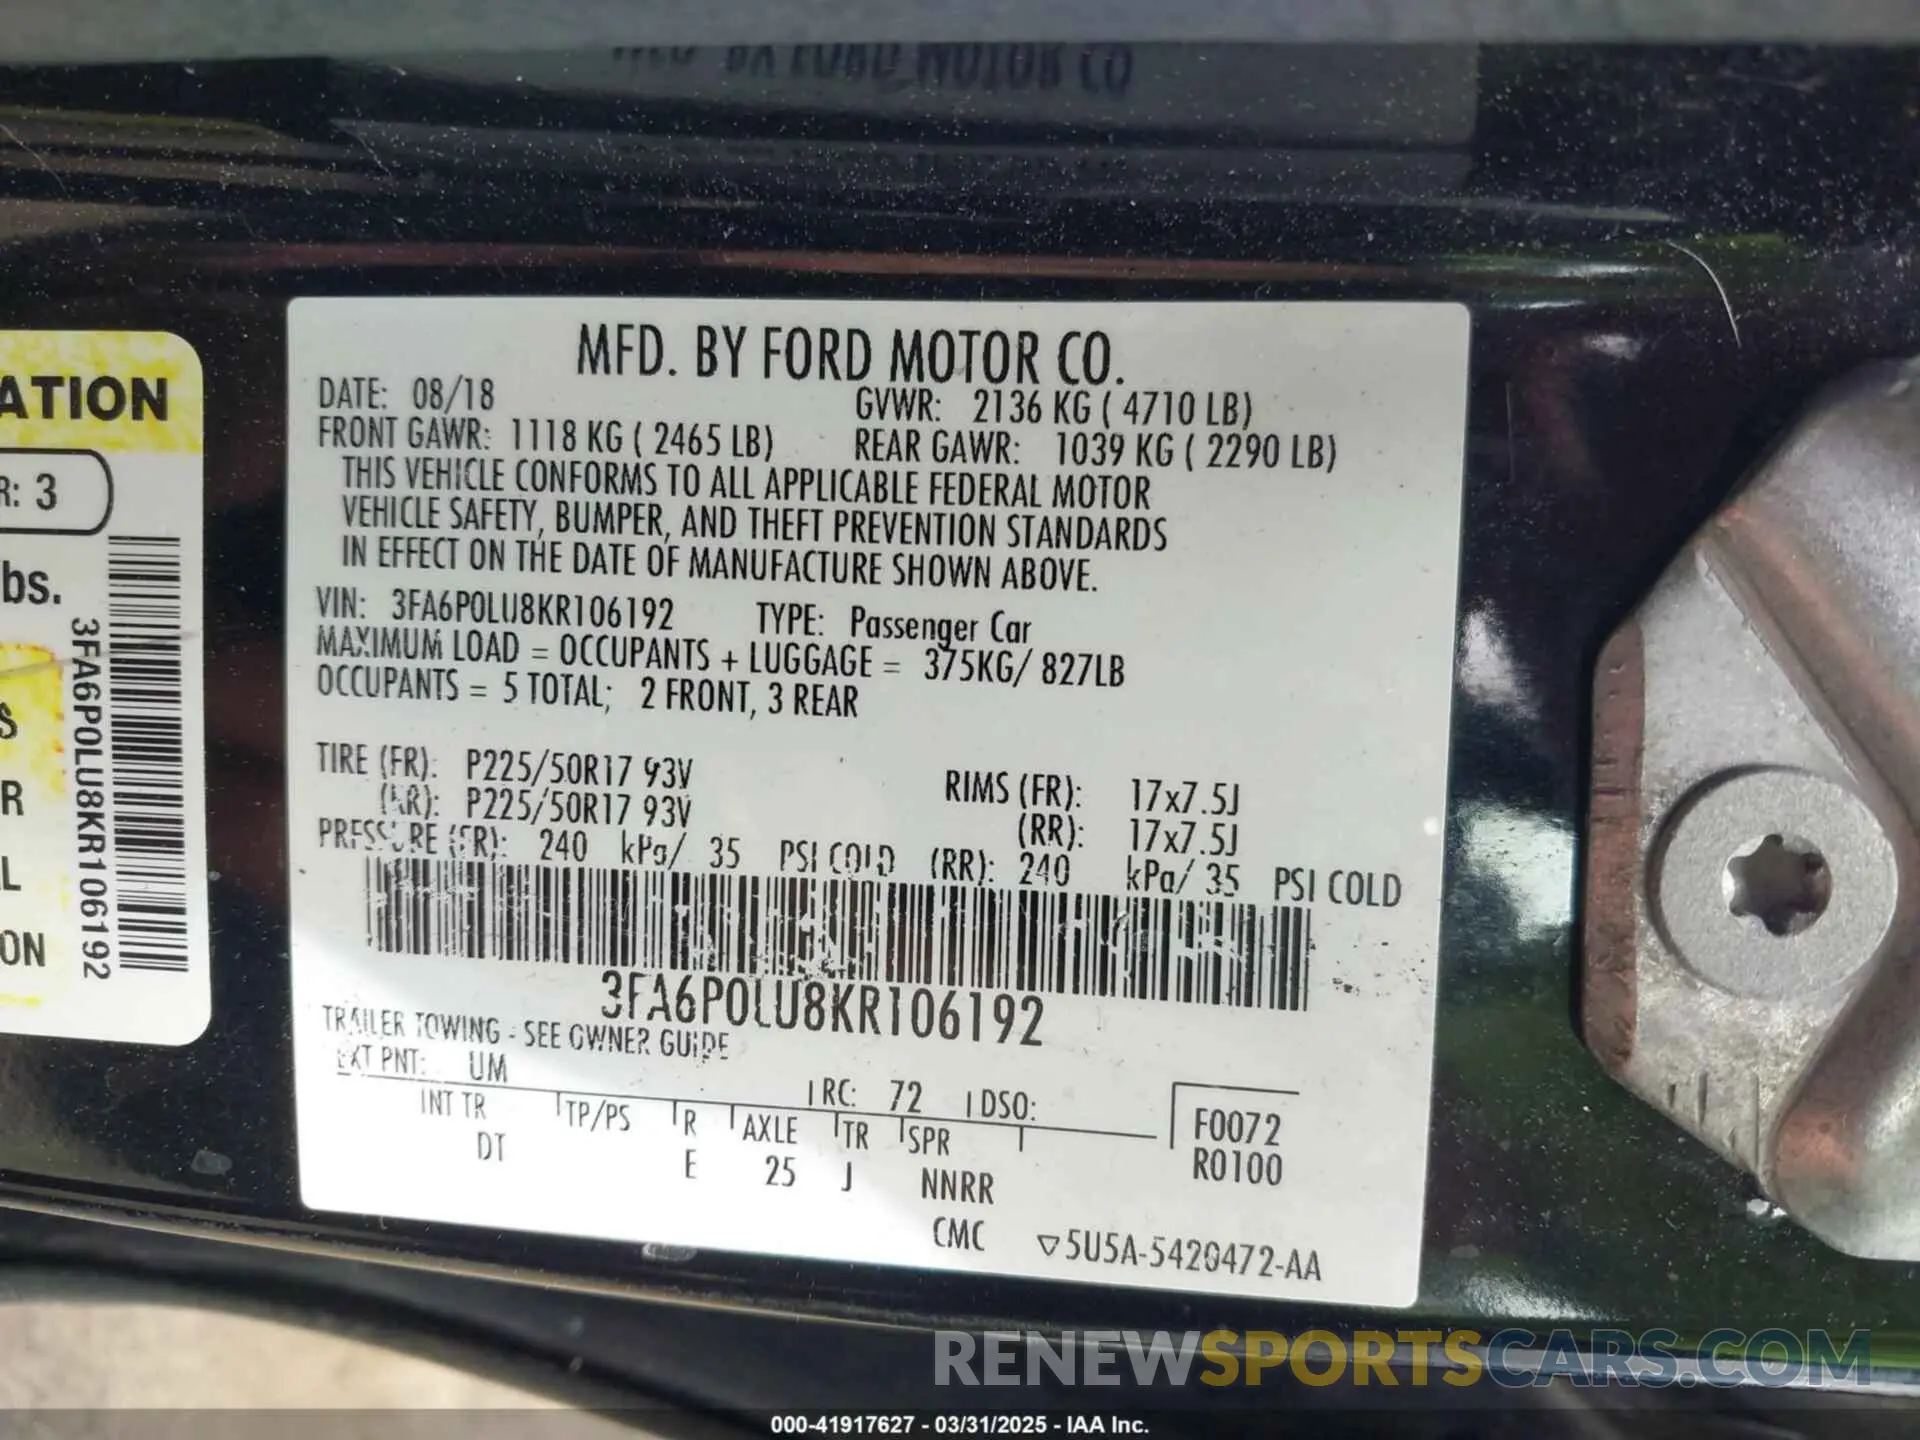 MFD. BY FORD MOTOR CO.
DATE: 08/18 GVWR: 2136 KG ( 4710 LB)
FRONT GAWR: 1118 KG ( 2465 LB) REAR GAWR: 1039 KG ( 2290 LB)
THIS VEHICLE CONFORMS TO ALL APPLICABLE FEDERAL MOTOR
VEHICLE SAFETY, BUMPER, AND THEFT PREVENTION STANDARDS
IN EFFECT ON THE DATE OF MANUFACTURE SHOWN ABOVE.
VIN: 3FA6P0LU8KR106192 TYPE: Passenger Car
MAXIMUM LOAD = OCCUPANTS + LUGGAGE = 375KG/ 827LB
OCCUPANTS = 5 TOTAL; 2 FRONT, 3 REAR
TIRE (FR): P225/50R17 93V RIMS (FR): 17x7.5J
(RR): P225/50R17 93V (RR): 17x7.5J
PRESSURE (FR): 240 kPa/ 35 PSI COLD (RR): 240 kPa/ 35 PSI COLD
3FA6P0LU8KR106192
TRAILER TOWING - SEE OWNER GUIDE
EXT PNT: UM RC: 72 DSO:
INT TR TP/PS R AXLE TR SPR F0072
DT E 25 J NNRR R0100
CMC ▽5U5A-5420472-AA
ATION
R: 3
bs.
S
R
L
ON
3FA6P0LU8KR106192
RENEWSPORTSCARS.COM
000-41917627 - 03/31/2025 - IAA Inc.